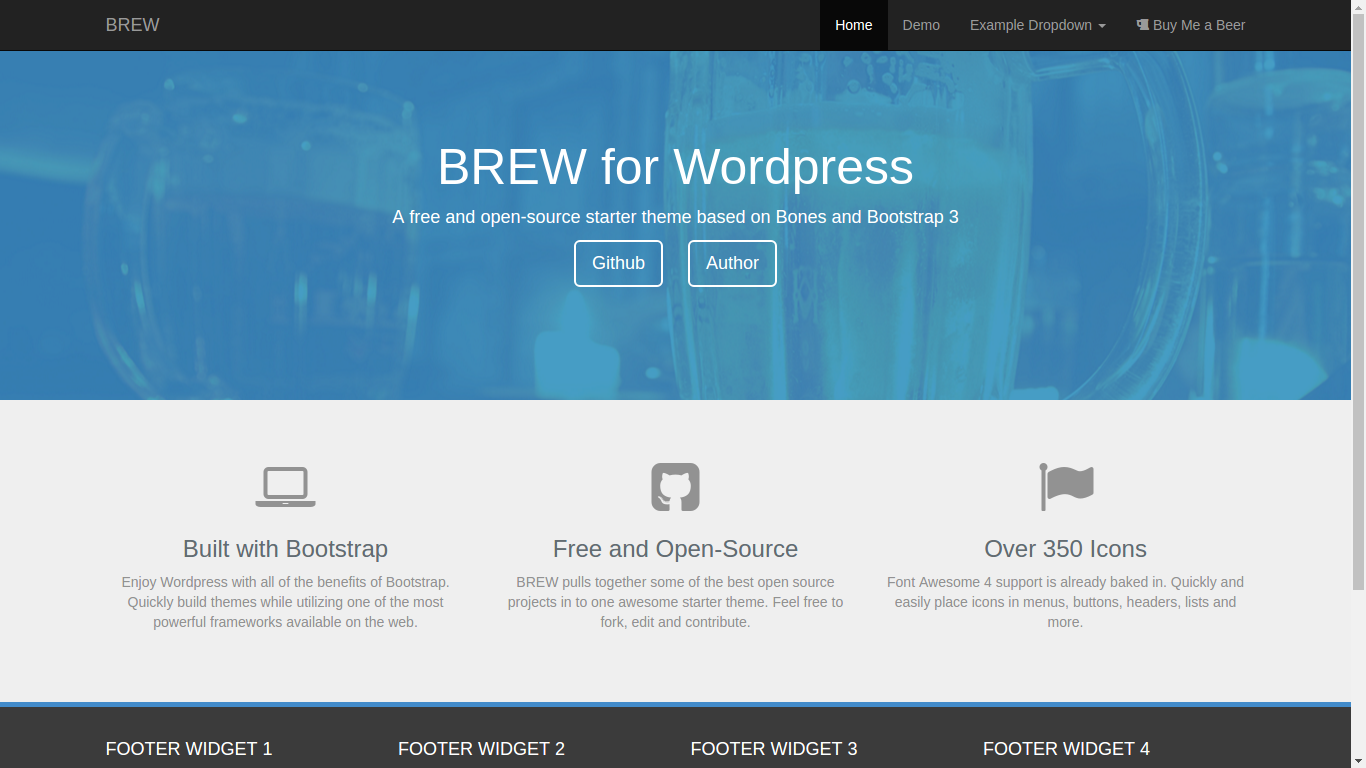 BREW
Home
Demo
Example Dropdown
Buy Me a Beer
BREW for Wordpress
A free and open-source starter theme based on Bones and Bootstrap 3
Github
Author
Built with Bootstrap
Enjoy Wordpress with all of the benefits of Bootstrap.
Quickly build themes while utilizing one of the most
powerful frameworks available on the web.
Free and Open-Source
BREW pulls together some of the best open source
projects in to one awesome starter theme. Feel free to
fork, edit and contribute.
Over 350 Icons
Font Awesome 4 support is already baked in. Quickly and
easily place icons in menus, buttons, headers, lists and
more.
FOOTER WIDGET 1
FOOTER WIDGET 2
FOOTER WIDGET 3
FOOTER WIDGET 4